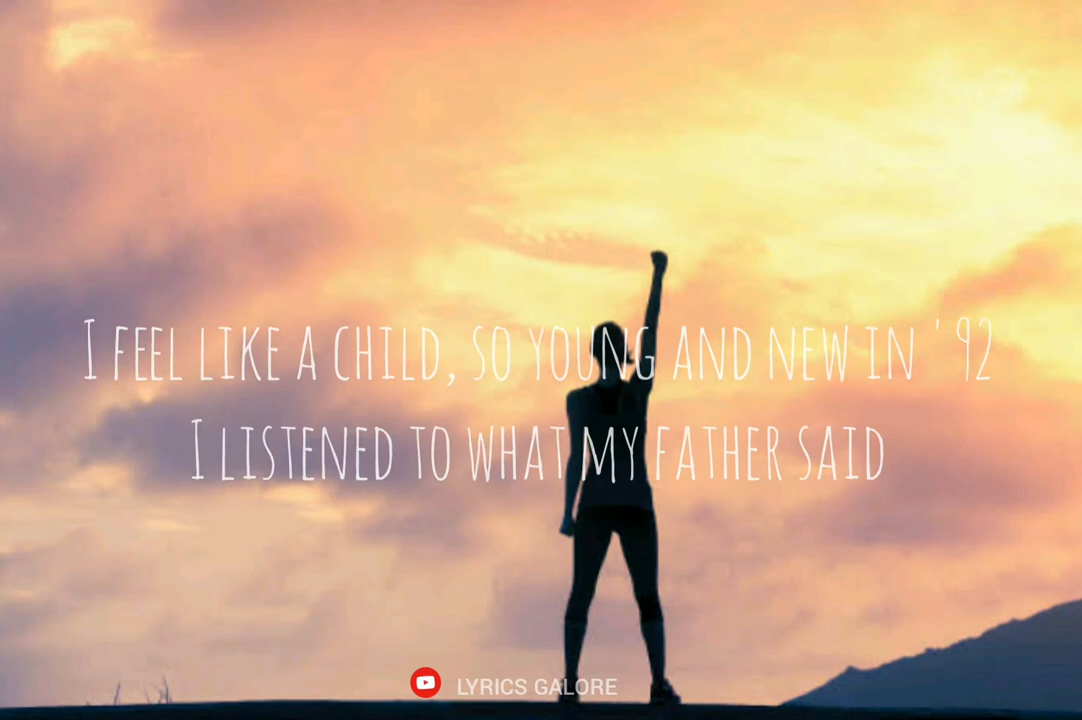 I FEEL LIKE A CHILD, SO YOUNG AND NEW IN '92
I LISTENED TO WHAT MY FATHER SAID
LYRICS GALORE